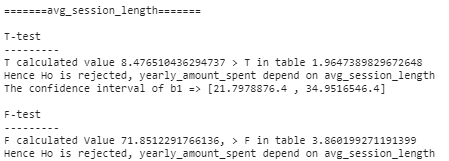 =======avg_session_length=======
T-test
---------
T calculated value 8.476510436294737 > T in table 1.9647389829672648
Hence Ho is rejected, yearly_amount_spent depend on avg_session_length
The confidence interval of b1 => [21.7978876.4 , 34.9516546.4]
F-test
---------
F calculated Value 71.8512291766136, > F in table 3.860199271191399
Hence Ho is rejected, yearly_amount_spent depend on avg_session_length